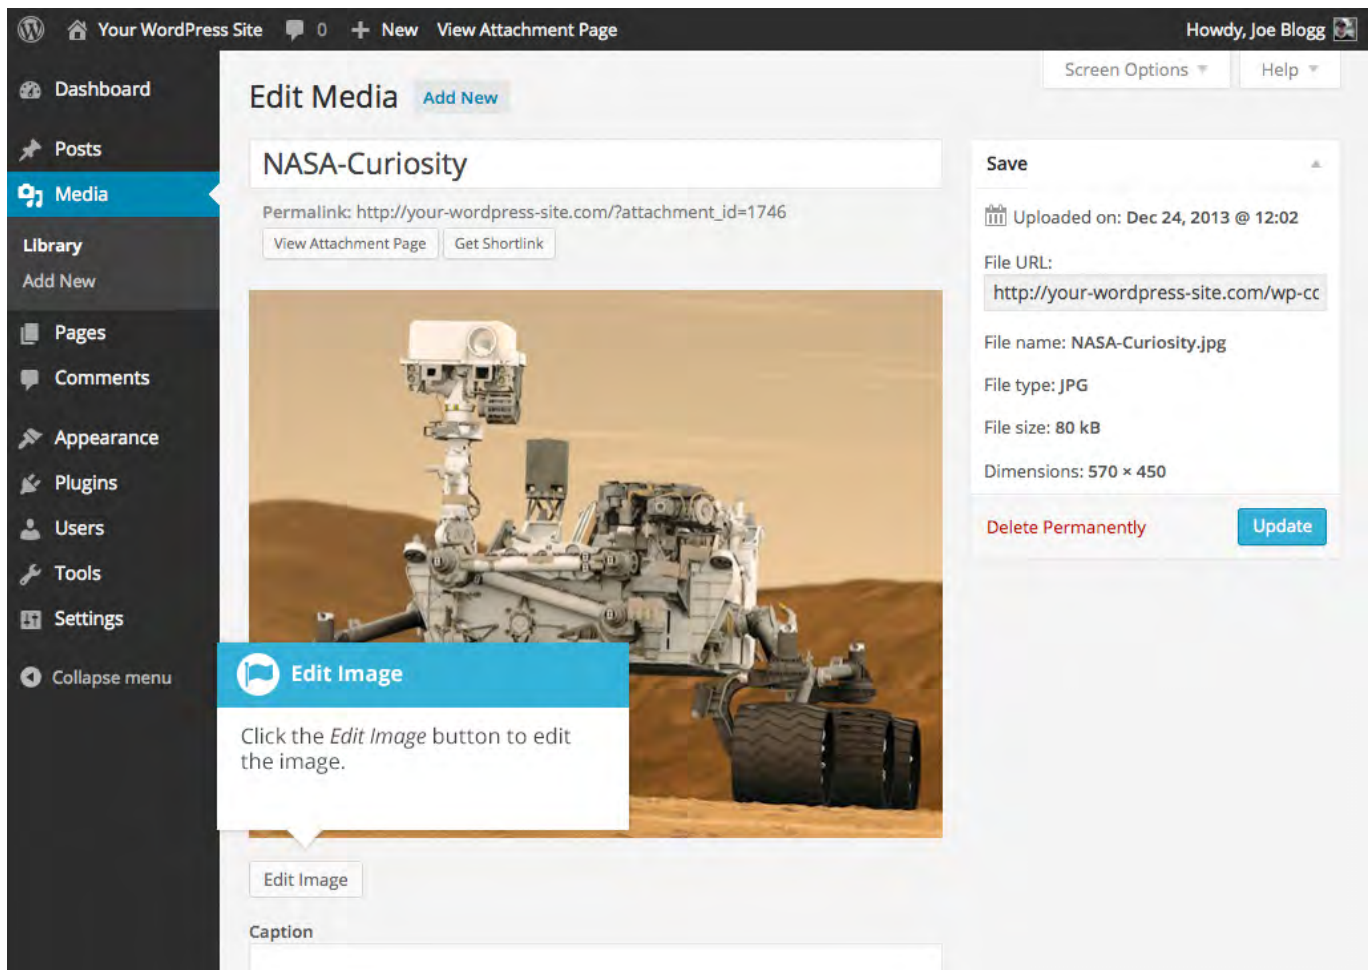 Your WordPress Site 0 New View Attachment Page Howdy, Joe Blogg
Screen Options Help
Dashboard
Posts
Media
Library
Add New
Pages
Comments
Appearance
Plugins
Users
Tools
Settings
Collapse menu
Edit Media Add New
NASA-Curiosity
Permalink: http://your-wordpress-site.com/?attachment_id=1746
View Attachment Page Get Shortlink
Edit Image
Click the Edit Image button to edit
the image.
Edit Image
Caption
Save
Uploaded on: Dec 24, 2013 @ 12:02
File URL:
http://your-wordpress-site.com/wp-cc
File name: NASA-Curiosity.jpg
File type: JPG
File size: 80 kB
Dimensions: 570 × 450
Delete Permanently Update